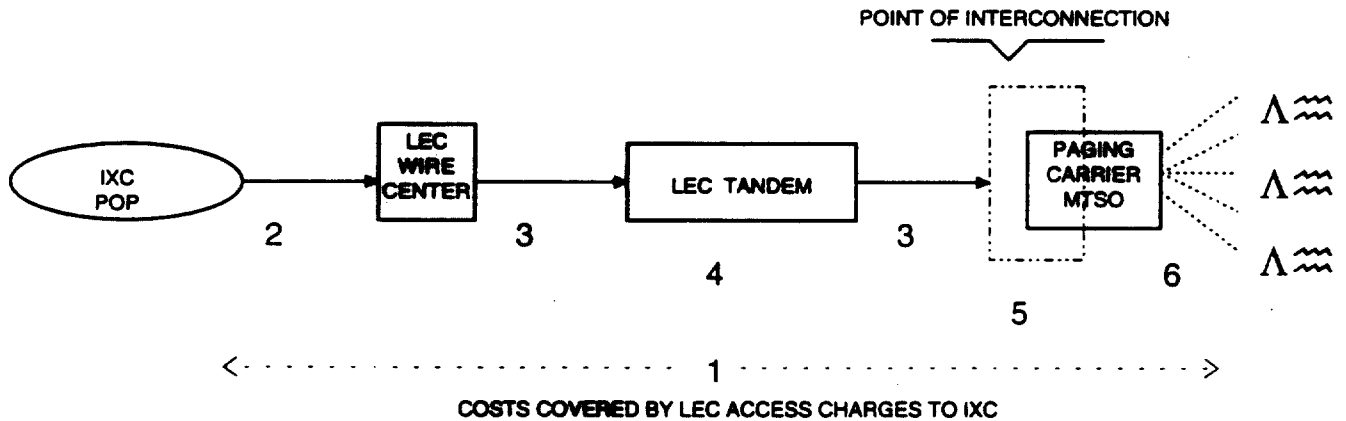 POINT OF INTERCONNECTION
IXC
POP
LEC
WIRE
CENTER
LEC TANDEM
PAGING
CARRIER
MTSO
2
3
4
3
5
6
1
COSTS COVERED BY LEC ACCESS CHARGES TO IXC